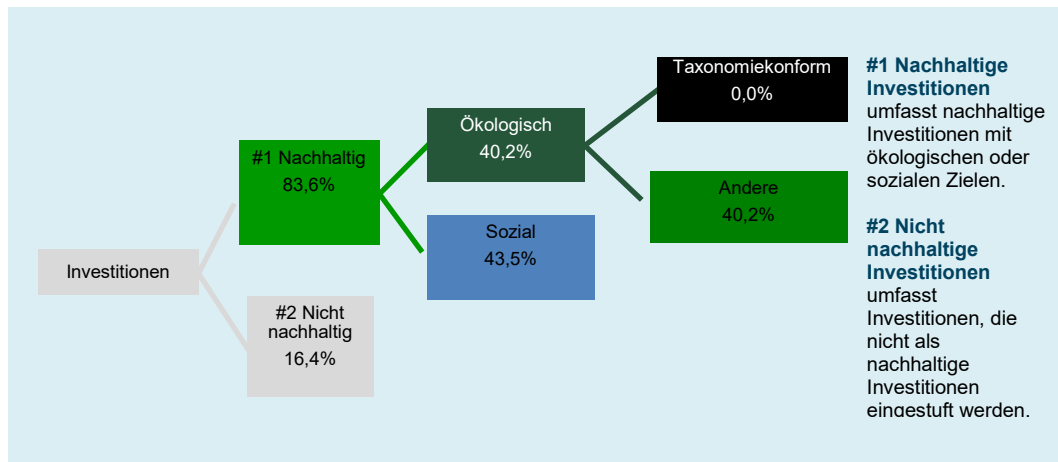 Investitionen
#1 Nachhaltig
83,6%
#2 Nicht
nachhaltig
16,4%
Ökologisch
40,2%
Sozial
43,5%
Taxonomiekonform
0,0%
Andere
40,2%
#1 Nachhaltige
Investitionen
umfasst nachhaltige
Investitionen mit
ökologischen oder
sozialen Zielen.
#2 Nicht
nachhaltige
Investitionen
umfasst
Investitionen, die
nicht als
nachhaltige
Investitionen
eingestuft werden.